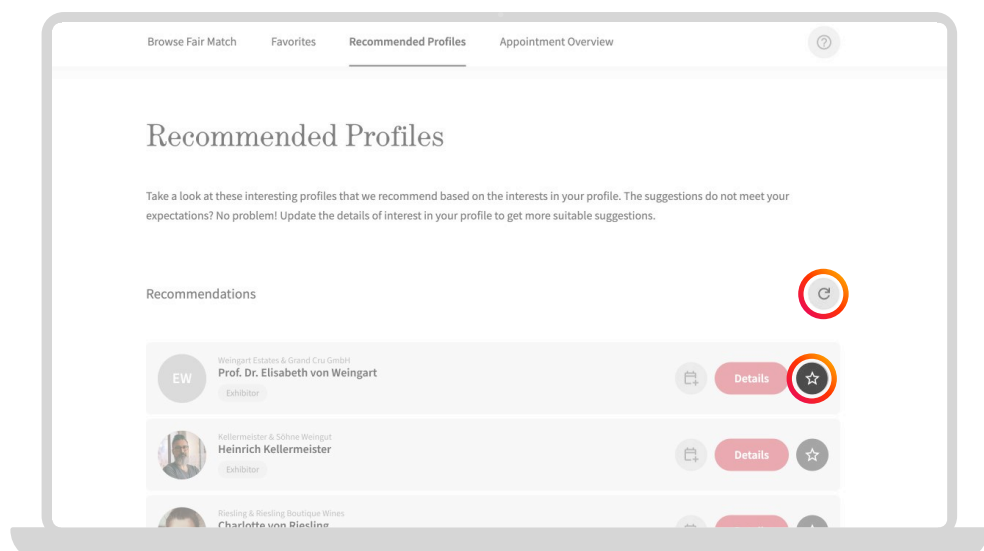 Browse Fair Match Favorites Recommended Profiles Appointment Overview
Recommended Profiles
Take a look at these interesting profiles that we recommend based on the interests in your profile. The suggestions do not meet your
expectations? No problem! Update the details of interest in your profile to get more suitable suggestions.
Recommendations
Weingart Estates & Grand Cru GmbH
EW Prof. Dr. Elisabeth von Weingart Details
Exhibitor
Kellermeister & Söhne Weingut
Heinrich Kellermeister Details
Exhibitor
Riesling & Riesling Boutique Wines
Charlotte von Riesling